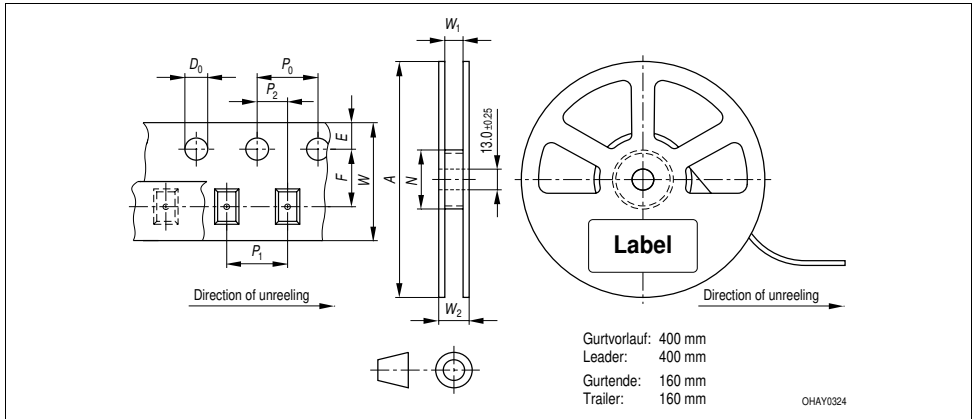 W1
D0
P0
P2
E
F
W
A
N
13.0 ±0.25
P1
W2
Label
Direction of unreeling
Direction of unreeling
Gurtvorlauf: 400 mm
Leader: 400 mm
Gurtende: 160 mm
Trailer: 160 mm
OHAY0324